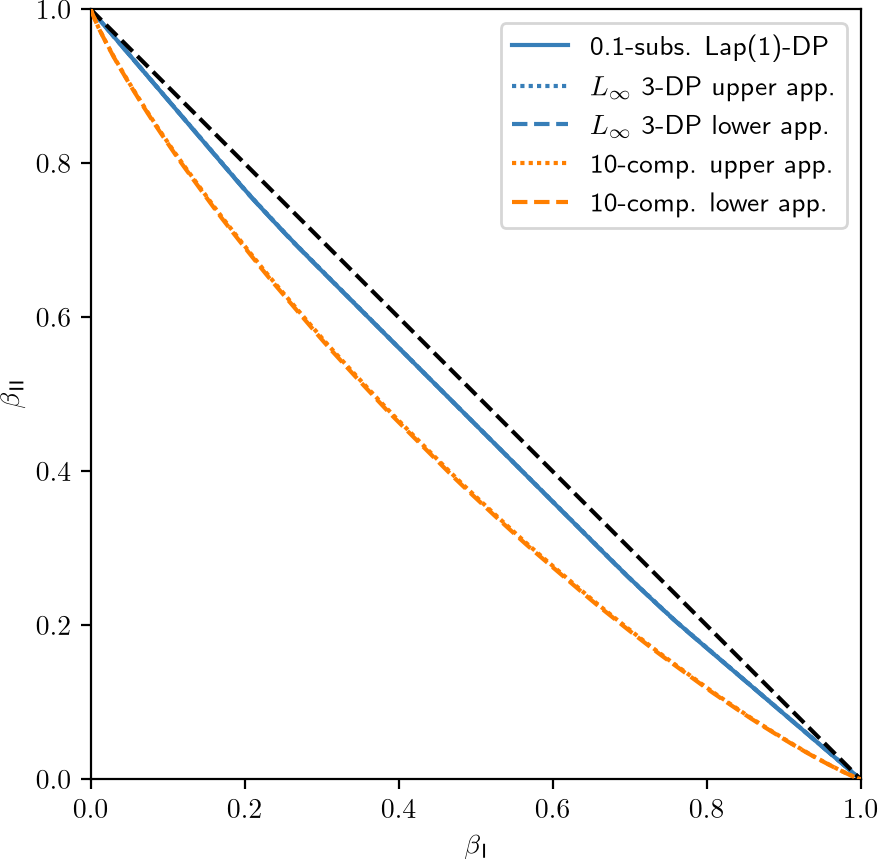 1.0
0.8
0.6
0.4
0.2
0.0
β_II
0.1-subs. Lap(1)-DP
L_∞ 3-DP upper app.
L_∞ 3-DP lower app.
10-comp. upper app.
10-comp. lower app.
0.0 0.2 0.4 0.6 0.8 1.0
β_I